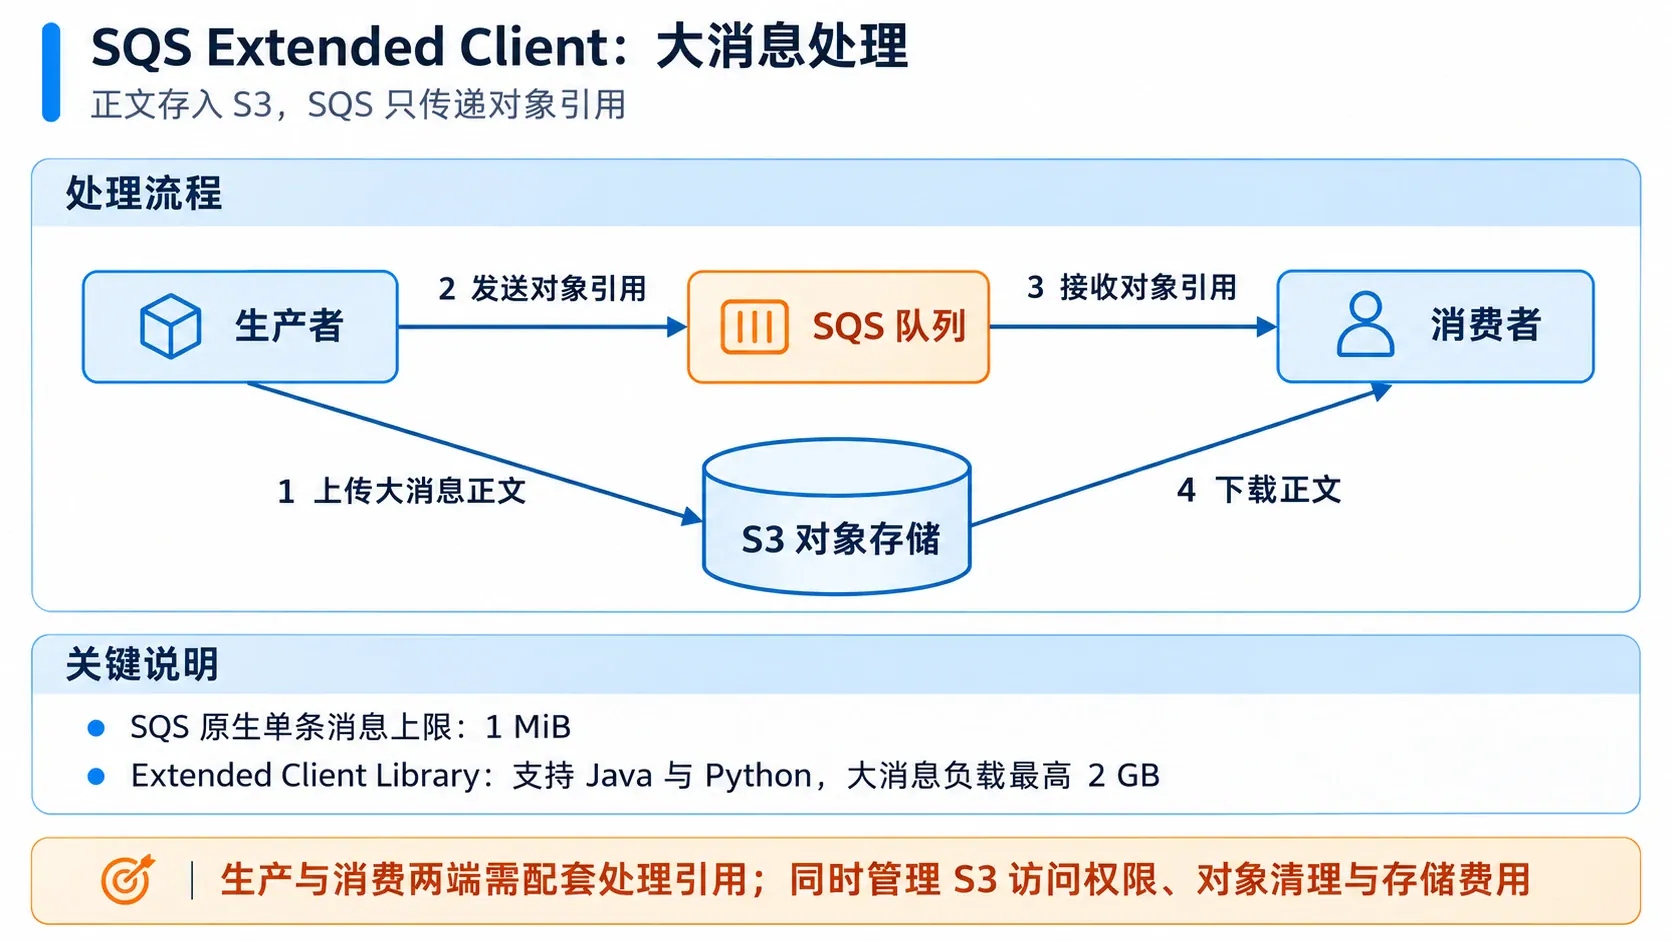 SQS Extended Client：大消息处理
正文存入 S3，SQS 只传递对象引用
处理流程
生产者
2 发送对象引用
SQS 队列
3 接收对象引用
消费者
1 上传大消息正文
S3 对象存储
4 下载正文
关键说明
SQS 原生单条消息上限：1 MiB
Extended Client Library：支持 Java 与 Python，大消息负载最高 2 GB
生产与消费两端需配套处理引用；同时管理 S3 访问权限、对象清理与存储费用